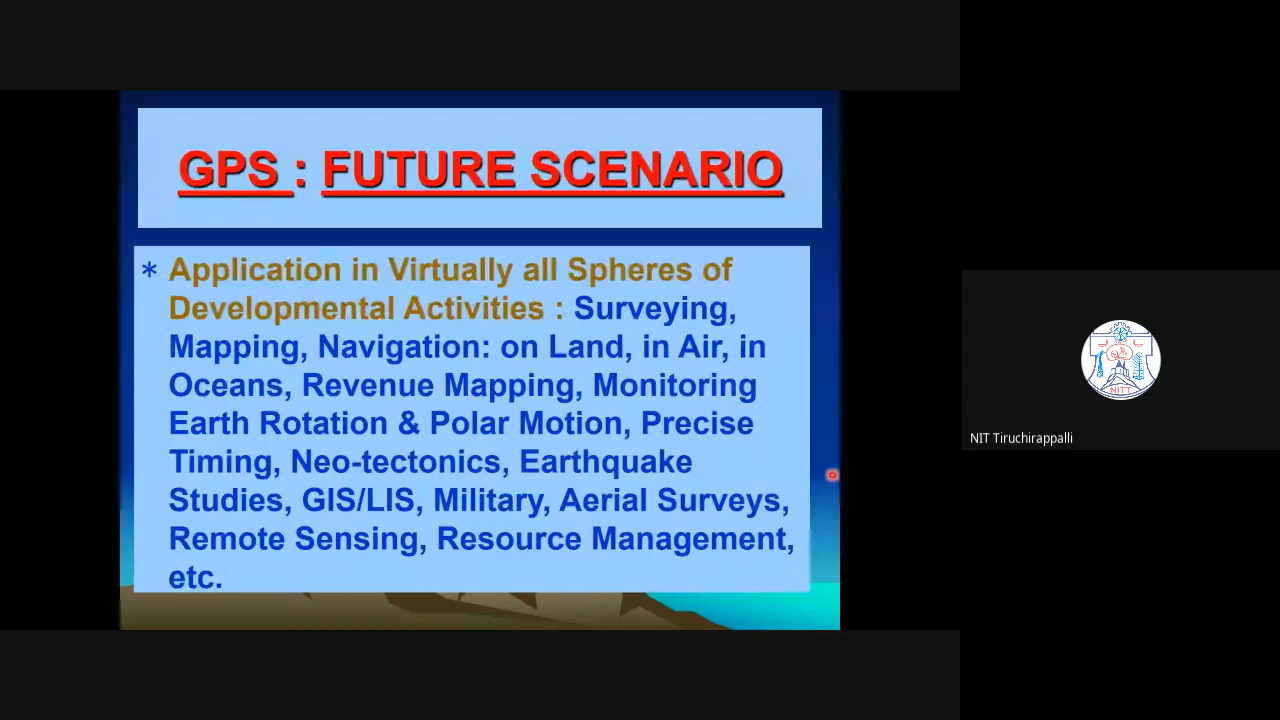 GPS : FUTURE SCENARIO
* Application in Virtually all Spheres of
Developmental Activities : Surveying,
Mapping, Navigation: on Land, in Air, in
Oceans, Revenue Mapping, Monitoring
Earth Rotation & Polar Motion, Precise
Timing, Neo-tectonics, Earthquake
Studies, GIS/LIS, Military, Aerial Surveys,
Remote Sensing, Resource Management,
etc.
NITT
NIT Tiruchirappalli